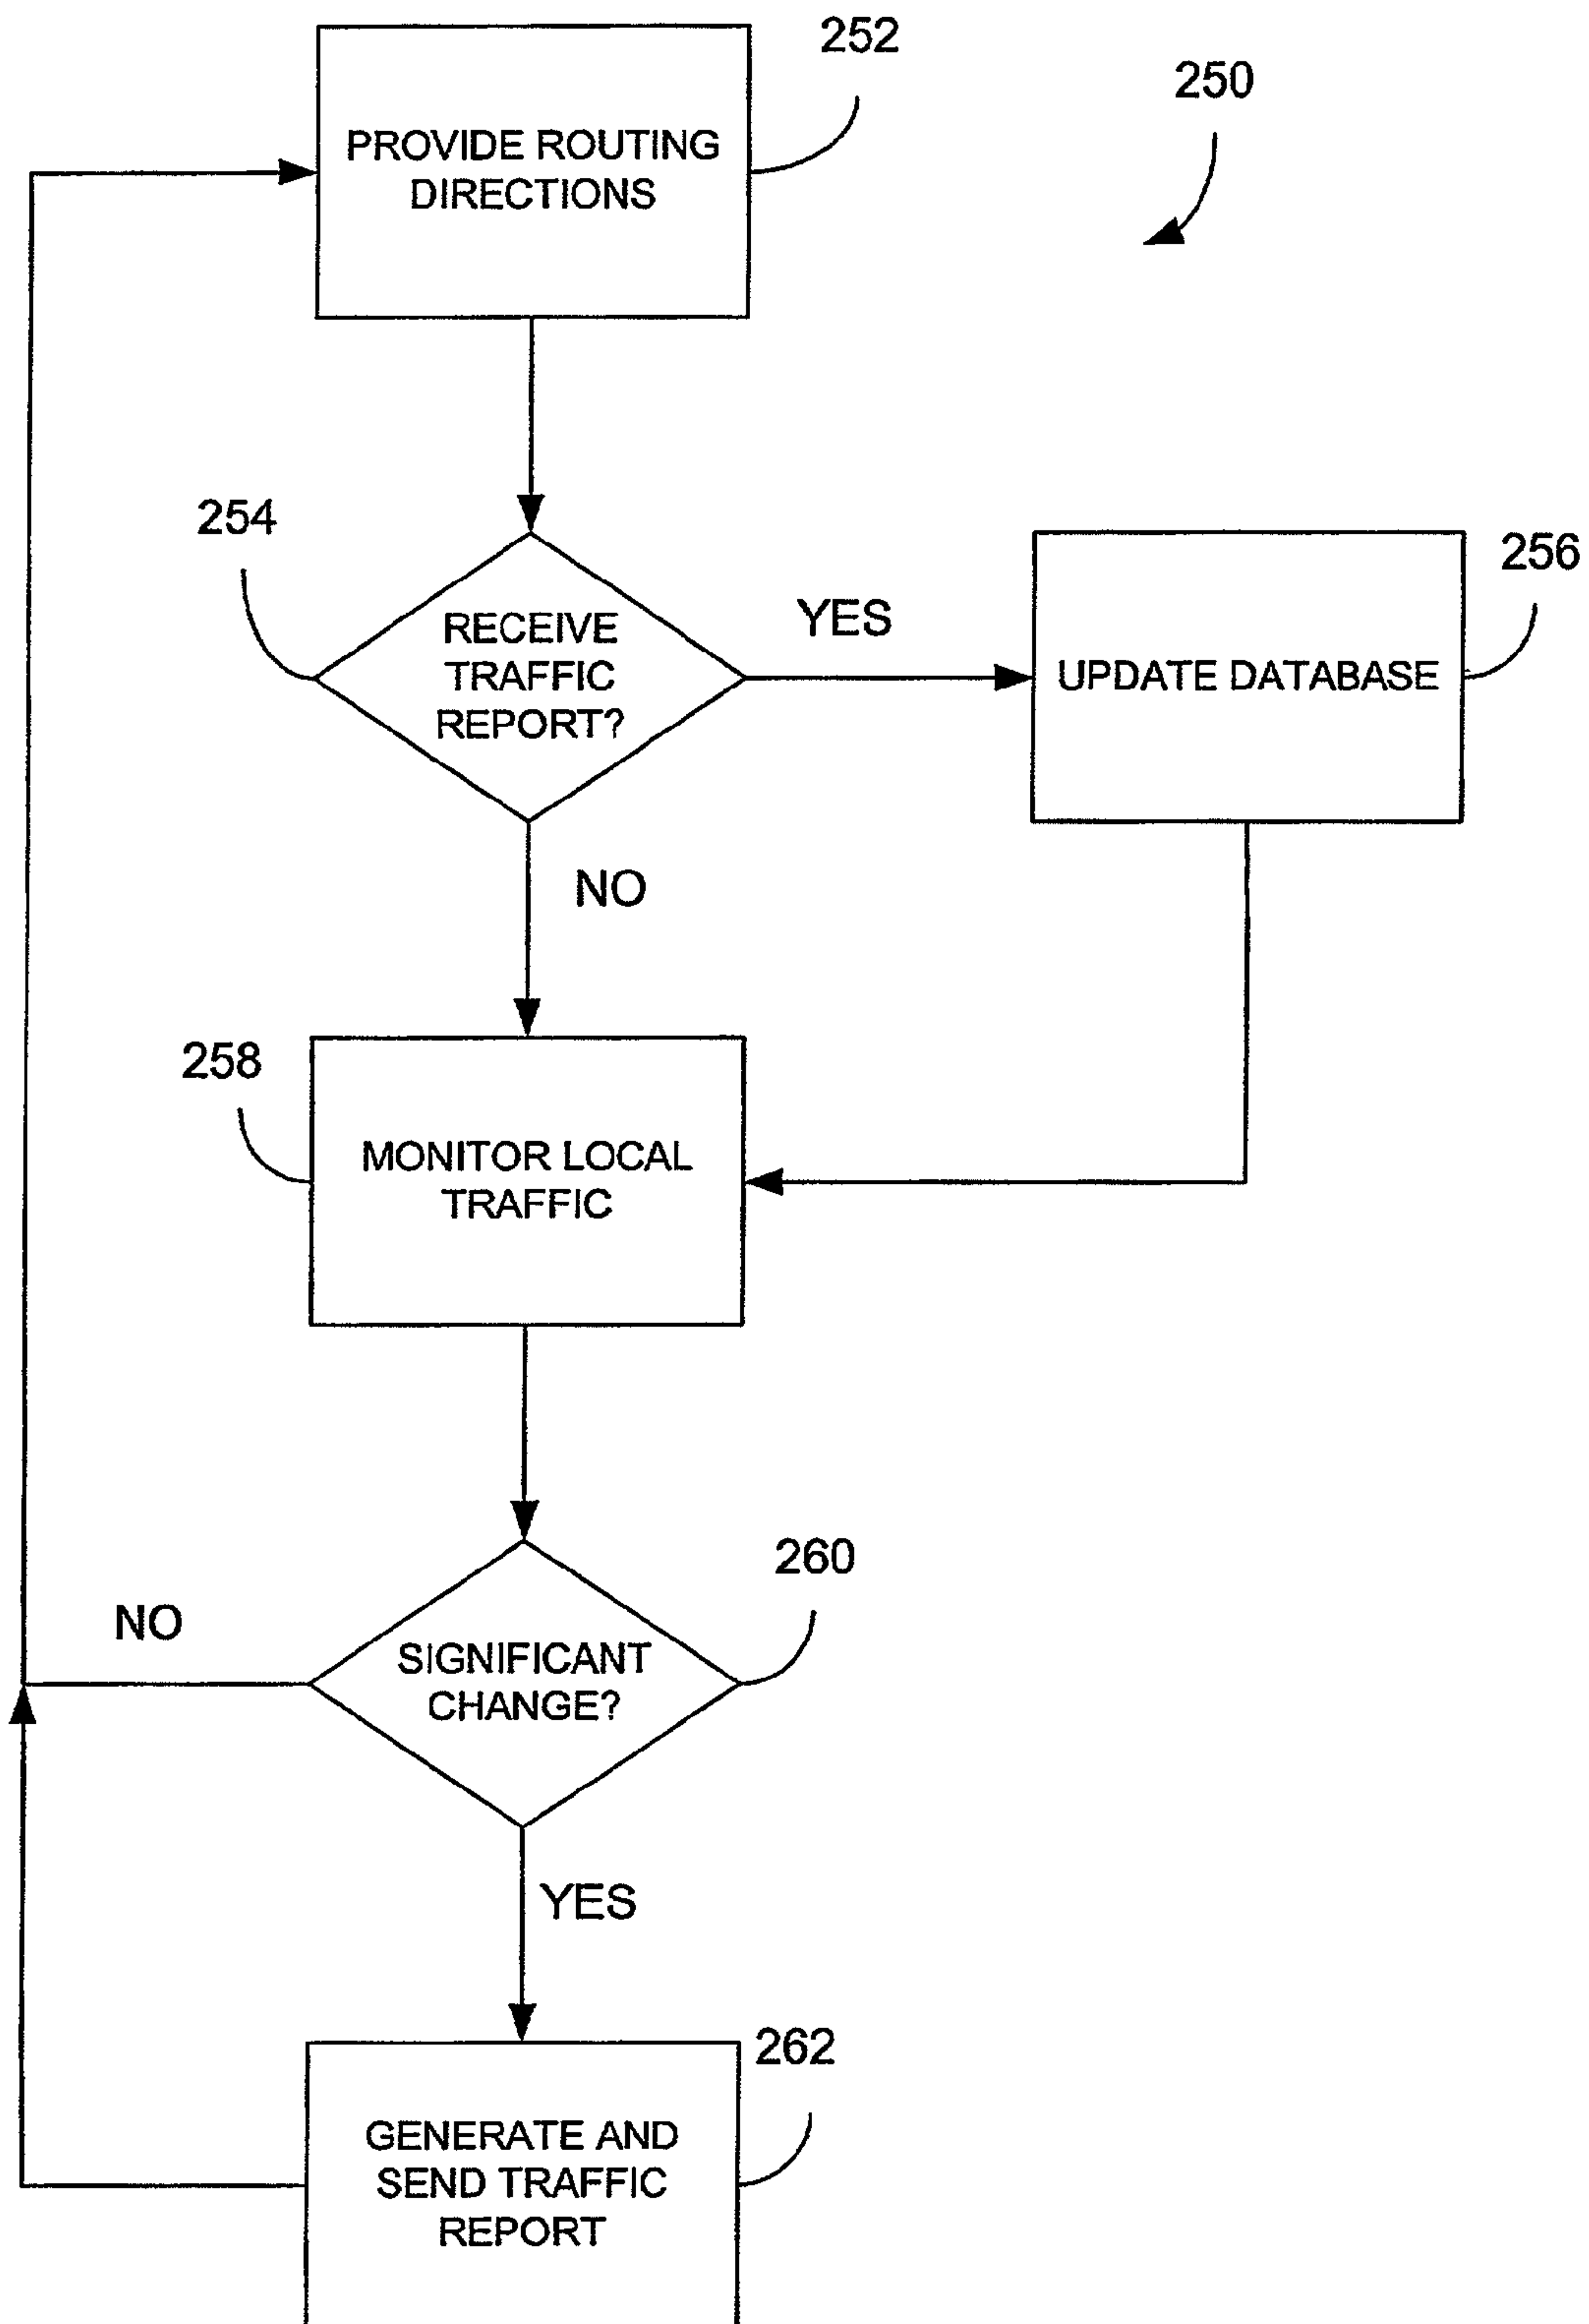 252
250
PROVIDE ROUTING
DIRECTIONS
254
256
RECEIVE
TRAFFIC
REPORT?
YES
UPDATE DATABASE
NO
258
MONITOR LOCAL
TRAFFIC
260
NO
SIGNIFICANT
CHANGE?
YES
262
GENERATE AND
SEND TRAFFIC
REPORT